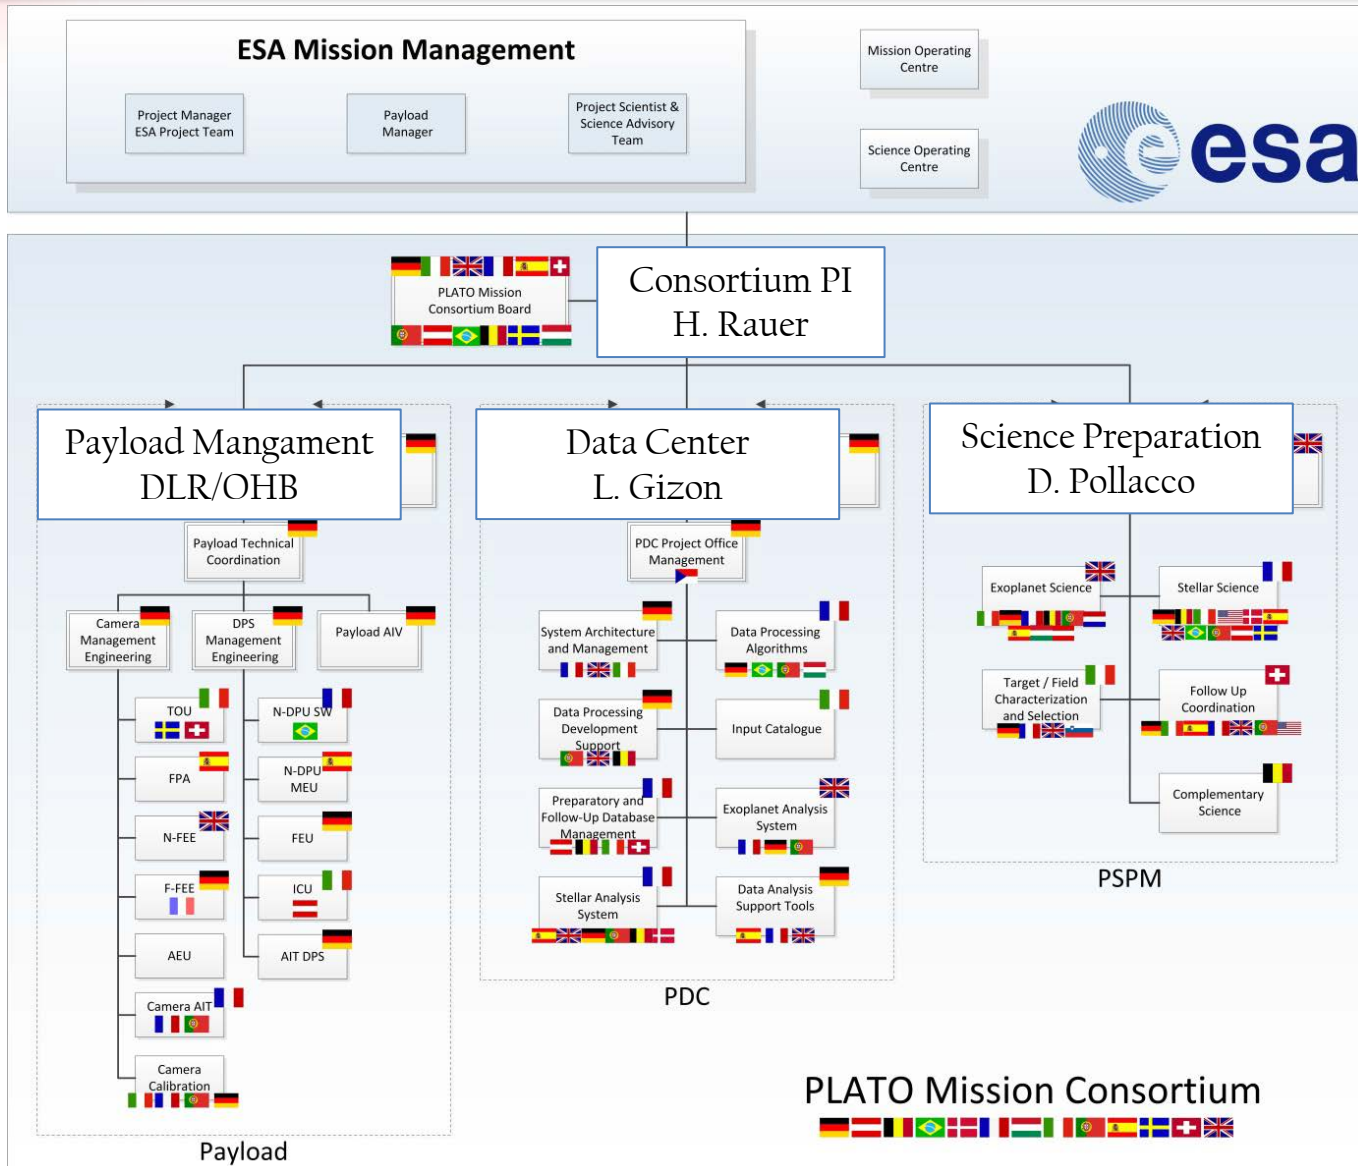 ESA Mission Management
Project Manager
ESA Project Team
Payload
Manager
Project Scientist &
Science Advisory
Team
Mission Operating
Centre
Science Operating
Centre
esa
PLATO Mission
Consortium Board
Consortium PI
H. Rauer
Payload Mangament
DLR/OHB
Data Center
L. Gizon
Science Preparation
D. Pollacco
Payload Technical
Coordination
Camera
Management
Engineering
DPS
Management
Engineering
Payload AIV
TOU
FPA
N-FEE
F-FEE
AEU
Camera AIT
Camera
Calibration
N-DPU SW
N-DPU
MEU
FEU
ICU
AIT DPS
Payload
PDC Project Office
Management
System Architecture
and Management
Data Processing
Algorithms
Data Processing
Development
Support
Input Catalogue
Preparatory and
Follow-Up Database
Management
Exoplanet Analysis
System
Stellar Analysis
System
Data Analysis
Support Tools
PDC
Exoplanet Science
Stellar Science
Target / Field
Characterization
and Selection
Follow Up
Coordination
Complementary
Science
PSPM
PLATO Mission Consortium